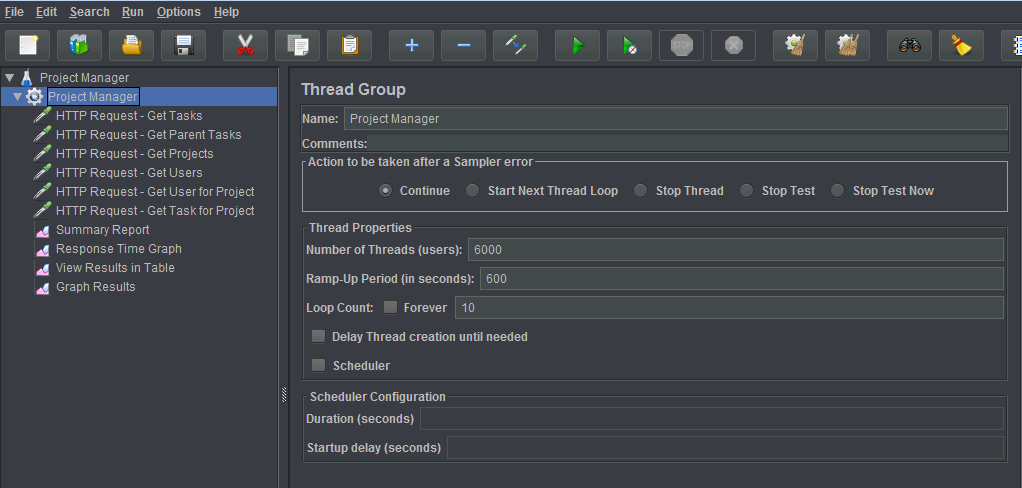 File Edit Search Run Options Help
STOP
Project Manager
Project Manager
HTTP Request - Get Tasks
HTTP Request - Get Parent Tasks
HTTP Request - Get Projects
HTTP Request - Get Users
HTTP Request - Get User for Project
HTTP Request - Get Task for Project
Summary Report
Response Time Graph
View Results in Table
Graph Results
Thread Group
Name: Project Manager
Comments:
Action to be taken after a Sampler error
Continue Start Next Thread Loop Stop Thread Stop Test Stop Test Now
Thread Properties
Number of Threads (users): 6000
Ramp-Up Period (in seconds): 600
Loop Count: Forever 10
Delay Thread creation until needed
Scheduler
Scheduler Configuration
Duration (seconds)
Startup delay (seconds)